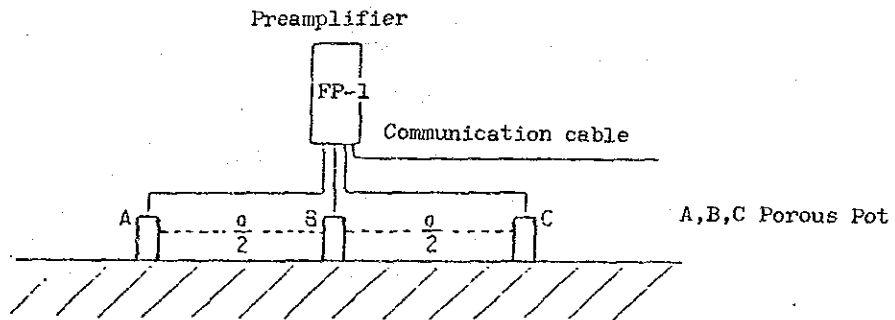 Preamplifier
FP-1
Communication cable
A a/2 B a/2 C A,B,C Porous Pot